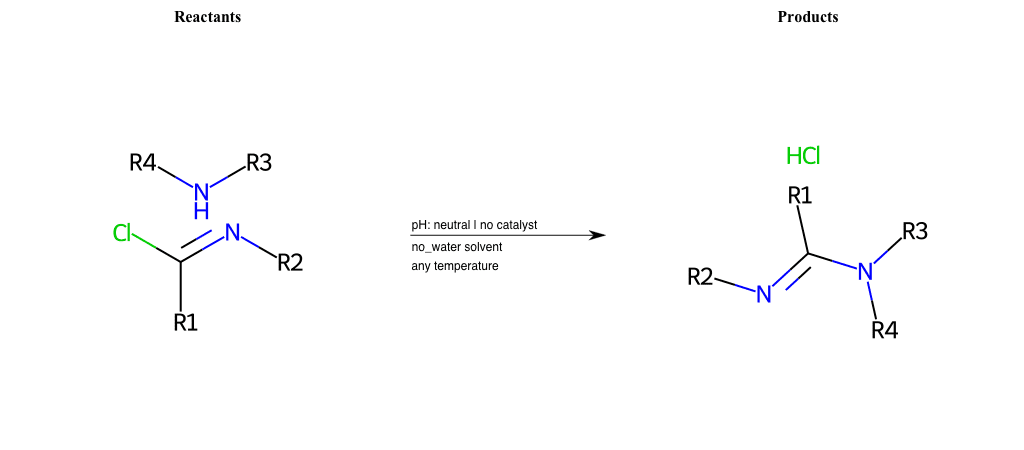 Reactants
Products
R4
R3
N
H
Cl
N
R2
R1
pH: neutral | no catalyst
no_water solvent
any temperature
HCl
R1
R3
R2
N
N
R4